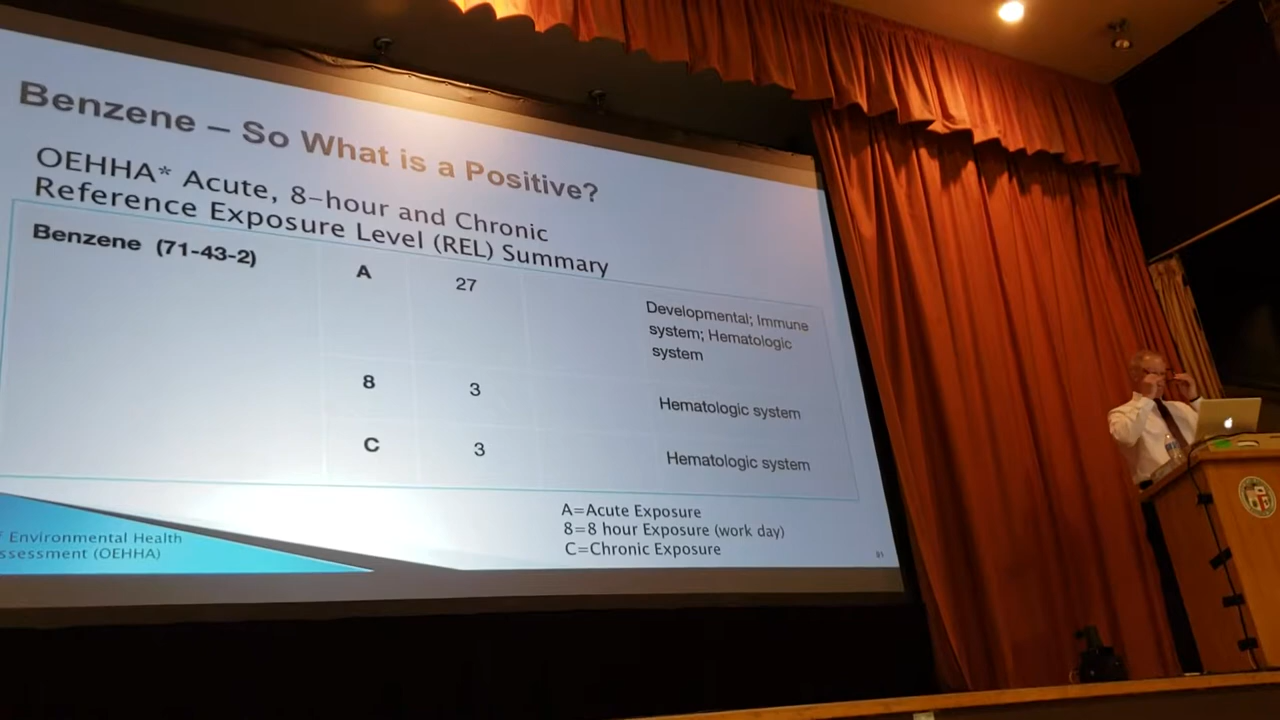 Benzene – So What is a Positive?
OEHHA* Acute, 8-hour and Chronic
Reference Exposure Level (REL) Summary
Benzene (71-43-2)
A
27
Developmental; Immune
system; Hematologic
system
8
3
Hematologic system
C
3
Hematologic system
A=Acute Exposure
8=8 hour Exposure (work day)
C=Chronic Exposure
Environmental Health
ssessment (OEHHA)